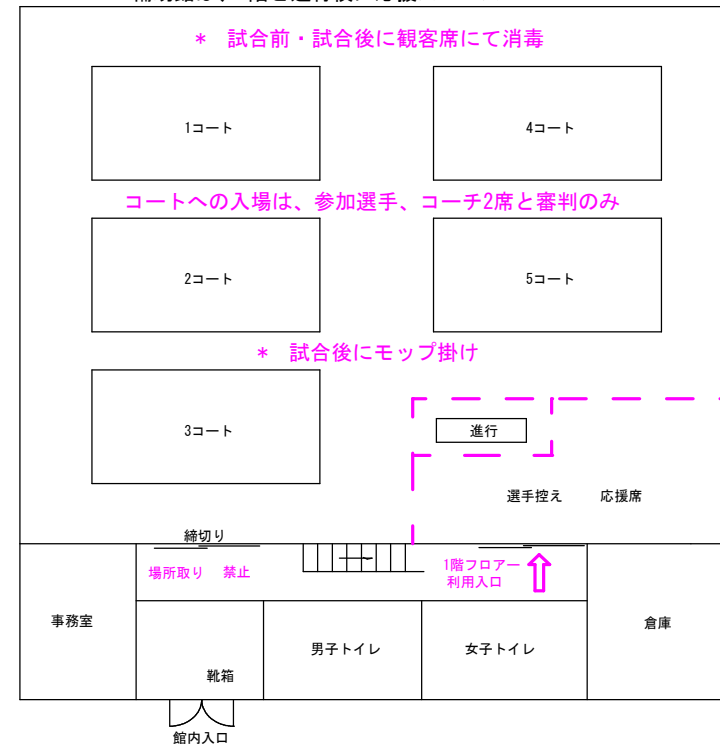 * 試合前・試合後に観客席にて消毒
1コート
4コート
コートへの入場は、参加選手、コーチ2席と審判のみ
2コート
5コート
* 試合後にモップ掛け
3コート
進行
選手控え 応援席
締切り
場所取り 禁止
1階フロアー
利用入口
事務室
男子トイレ
女子トイレ
倉庫
靴箱
館内入口